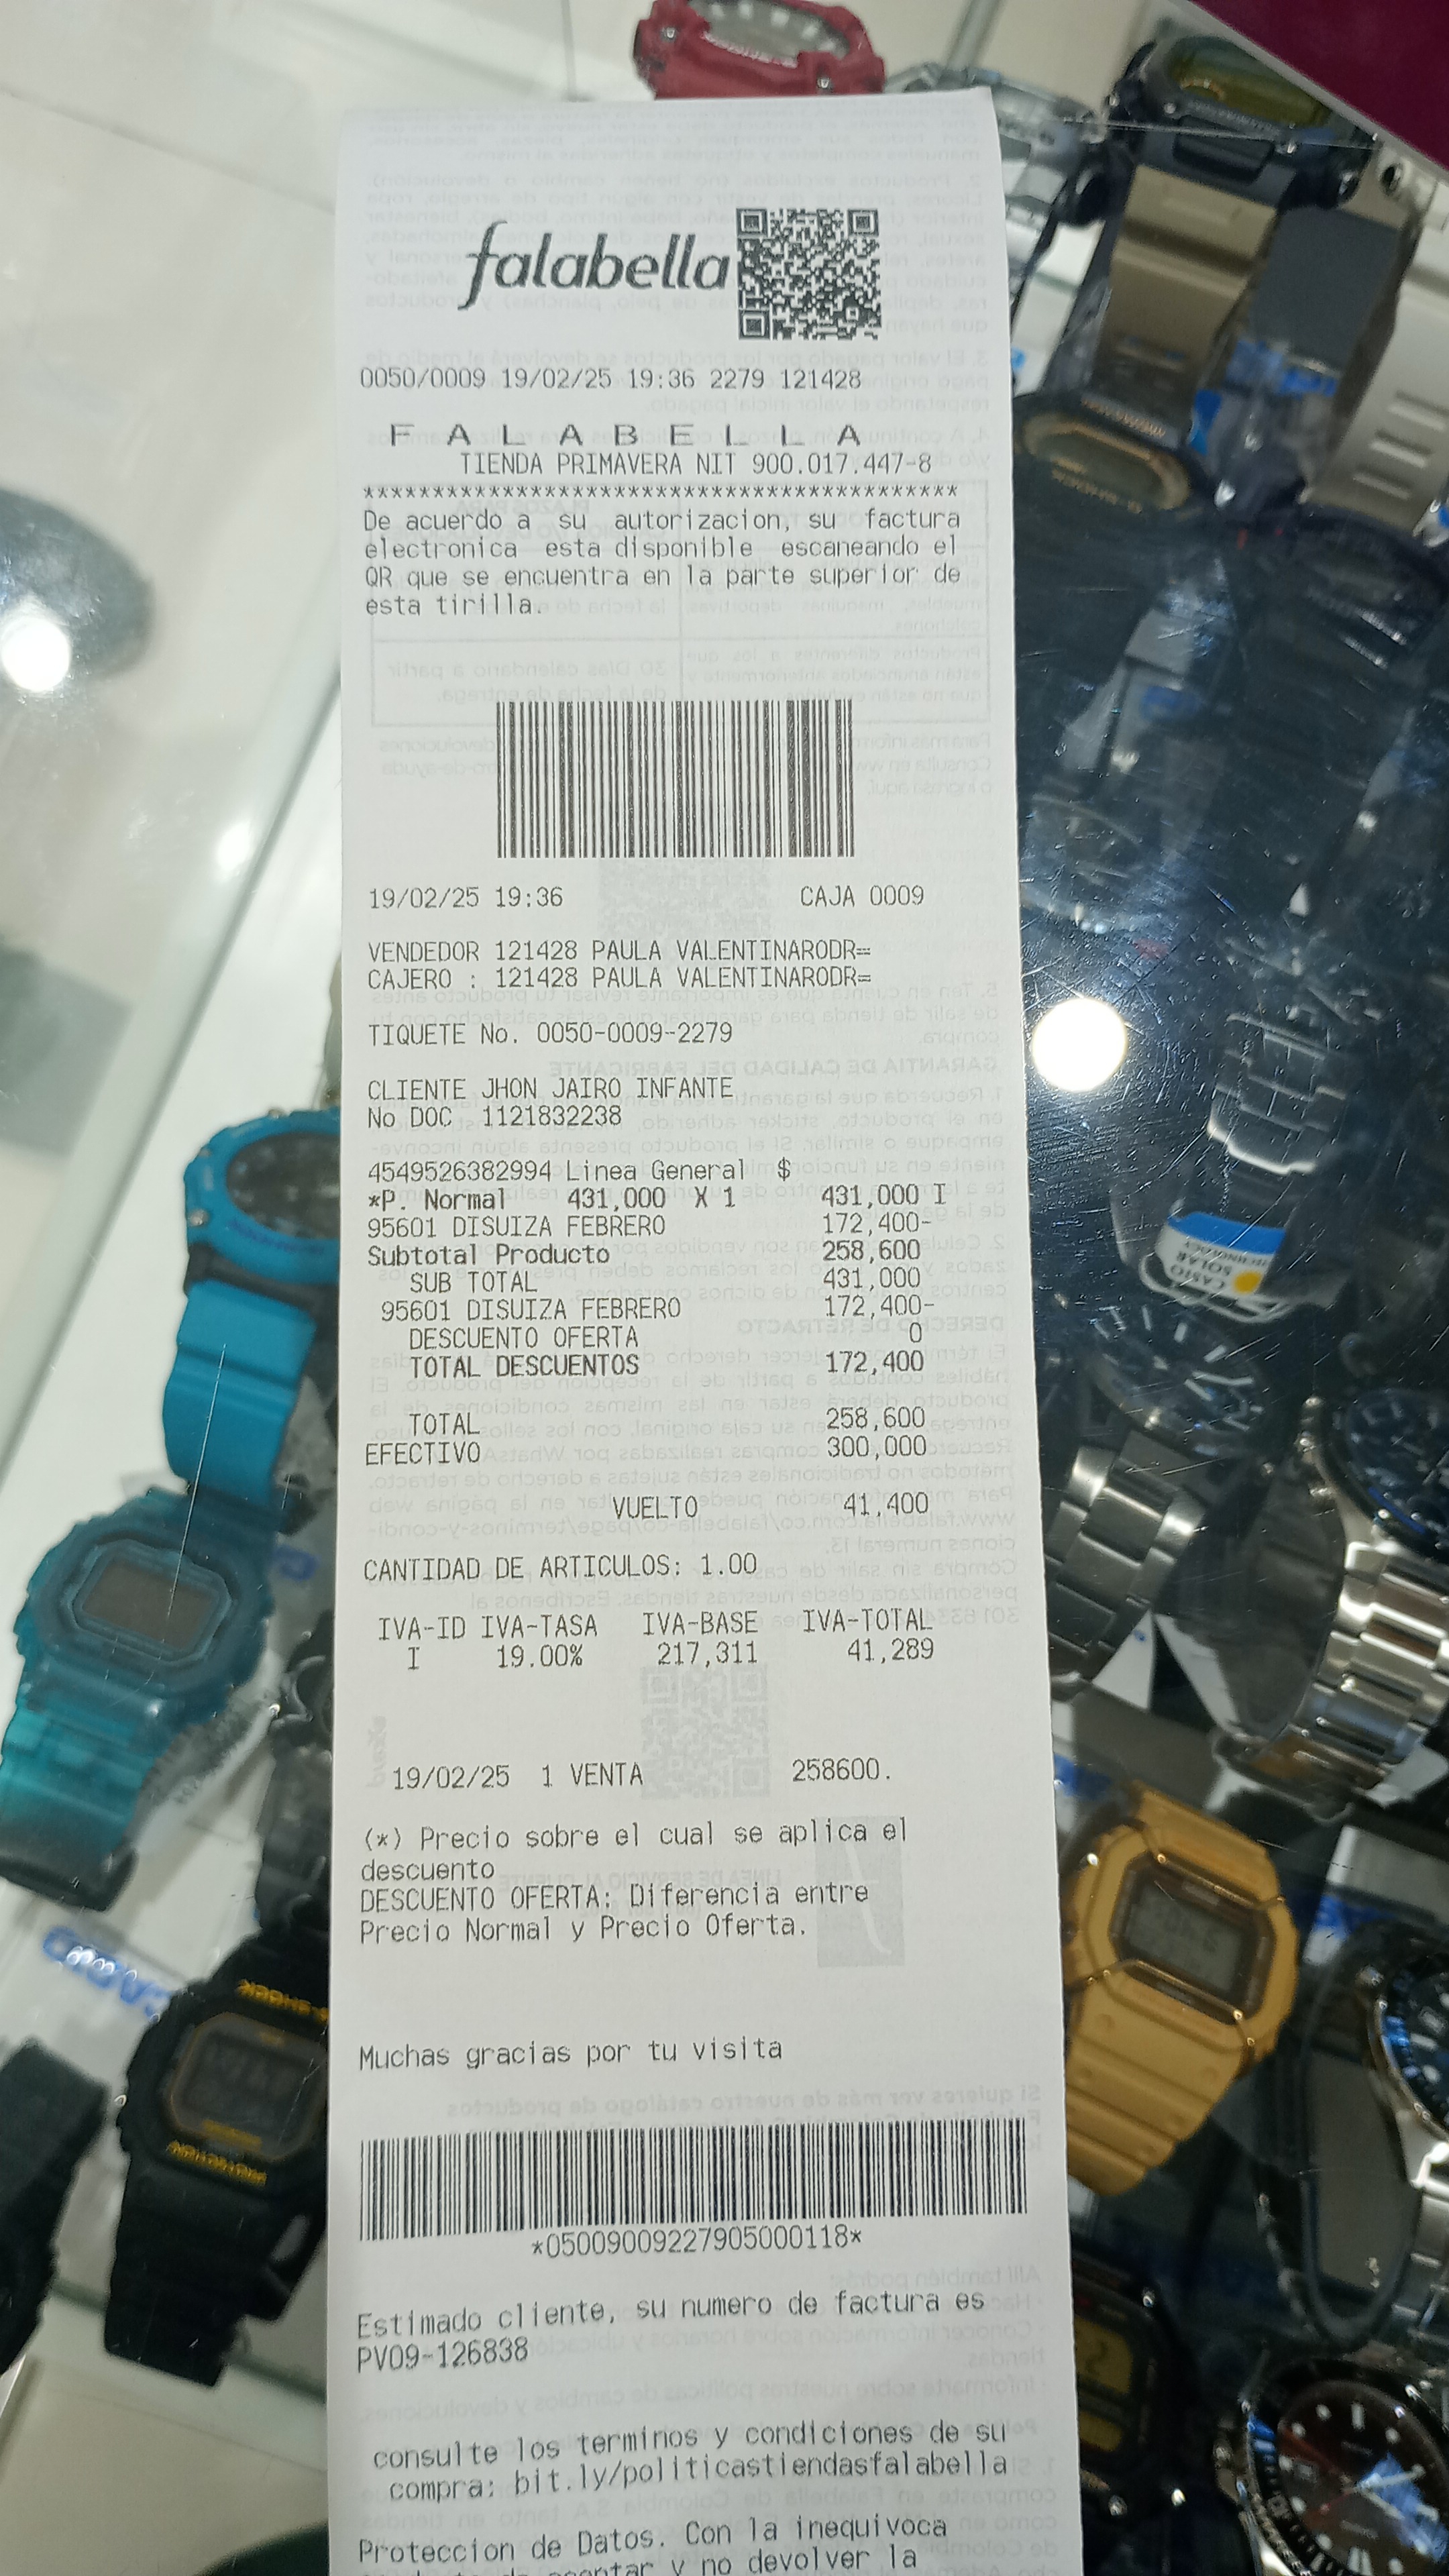 falabella
0050/0009 19/02/25 19:36 2279 121428
F A L A B E L L A
TIENDA PRIMAVERA NIT 900.017.447-8
*****************************************
De acuerdo a su autorizacion, su factura
electronica esta disponible escaneando el
QR que se encuentra en la parte superior de
esta tirilla.
19/02/25 19:36 CAJA 0009
VENDEDOR 121428 PAULA VALENTINARODR=
CAJERO : 121428 PAULA VALENTINARODR=
TIQUETE No. 0050-0009-2279
CLIENTE JHON JAIRO INFANTE
No DOC 1121832238
4549526382994 Linea General $
*P. Normal 431,000 X 1 431,000 I
95601 DISUIZA FEBRERO 172,400-
Subtotal Producto 258,600
SUB TOTAL 431,000
95601 DISUIZA FEBRERO 172,400-
DESCUENTO OFERTA 0
TOTAL DESCUENTOS 172,400
TOTAL 258,600
EFECTIVO 300,000
VUELTO 41,400
CANTIDAD DE ARTICULOS: 1.00
IVA-ID IVA-TASA IVA-BASE IVA-TOTAL
I 19.00% 217,311 41,289
19/02/25 1 VENTA 258600.
(*) Precio sobre el cual se aplica el
descuento
DESCUENTO OFERTA: Diferencia entre
Precio Normal y Precio Oferta.
Muchas gracias por tu visita
*05009009227905000118*
Estimado cliente, su numero de factura es
PV09-126838
consulte los terminos y condiciones de su
compra; bit.ly/politicastiendasfalabella
Proteccion de Datos. Con la inequivoca
aceptar y no devolver la
CASIO
SOLAR
G-SHOCK
PROTECTION